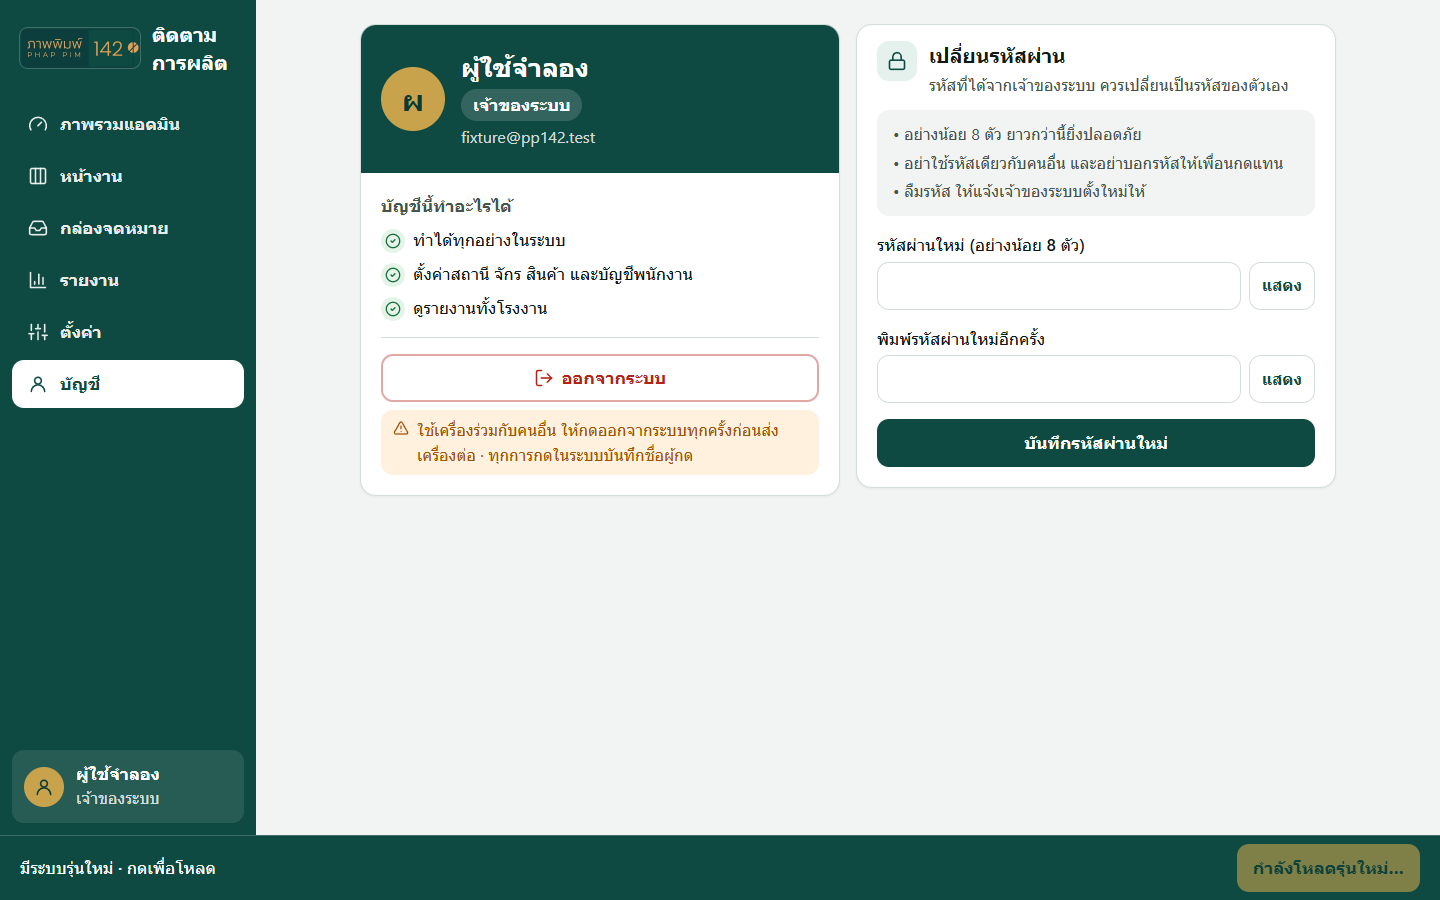 ภาพพิมพ์
PHAP PIM
142
ติดตาม
การผลิต
ภาพรวมแอดมิน
หน้างาน
กล่องจดหมาย
รายงาน
ตั้งค่า
บัญชี
ผู้ใช้จำลอง
เจ้าของระบบ
ผ
ผู้ใช้จำลอง
เจ้าของระบบ
fixture@pp142.test
บัญชีนี้ทำอะไรได้
ทำได้ทุกอย่างในระบบ
ตั้งค่าสถานี จักร สินค้า และบัญชีพนักงาน
ดูรายงานทั้งโรงงาน
ออกจากระบบ
ใช้เครื่องร่วมกับคนอื่น ให้กดออกจากระบบทุกครั้งก่อนส่ง
เครื่องต่อ · ทุกการกดในระบบบันทึกชื่อผู้กด
เปลี่ยนรหัสผ่าน
รหัสที่ได้จากเจ้าของระบบ ควรเปลี่ยนเป็นรหัสของตัวเอง
• อย่างน้อย 8 ตัว ยาวกว่านี้ยิ่งปลอดภัย
• อย่าใช้รหัสเดียวกับคนอื่น และอย่าบอกรหัสให้เพื่อนกดแทน
• ลืมรหัส ให้แจ้งเจ้าของระบบตั้งใหม่ให้
รหัสผ่านใหม่ (อย่างน้อย 8 ตัว)
แสดง
พิมพ์รหัสผ่านใหม่อีกครั้ง
แสดง
บันทึกรหัสผ่านใหม่
มีระบบรุ่นใหม่ · กดเพื่อโหลด
กำลังโหลดรุ่นใหม่...